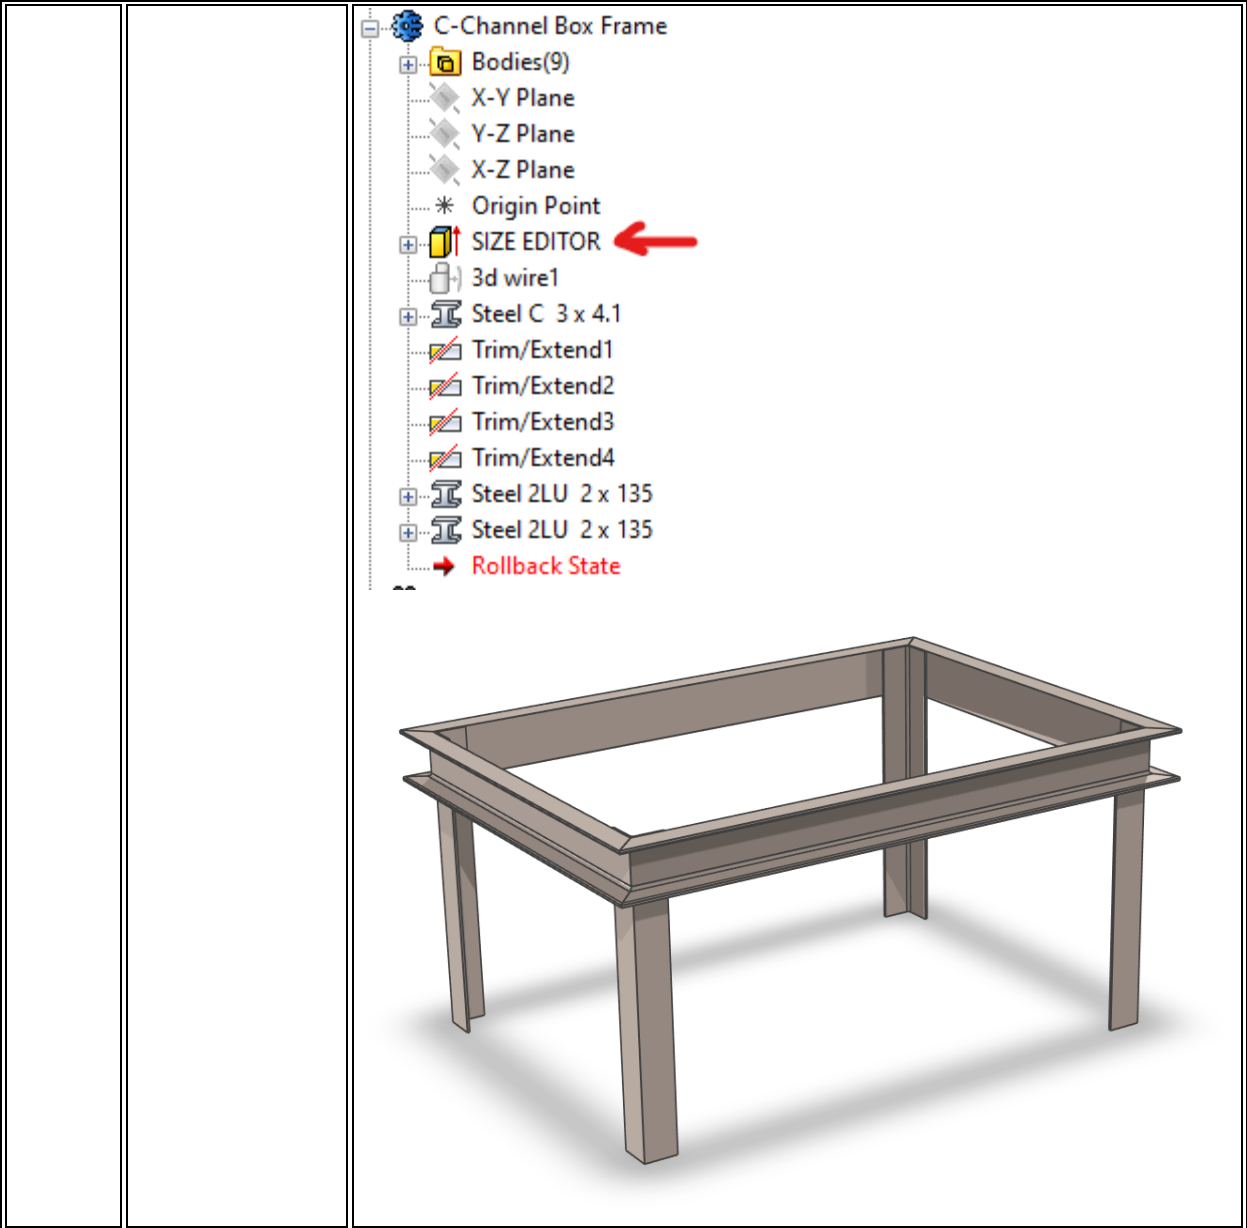 C-Channel Box Frame
Bodies(9)
X-Y Plane
Y-Z Plane
X-Z Plane
Origin Point
SIZE EDITOR
3d wire1
Steel C  3 x 4.1
Trim/Extend1
Trim/Extend2
Trim/Extend3
Trim/Extend4
Steel 2LU  2 x 135
Steel 2LU  2 x 135
Rollback State